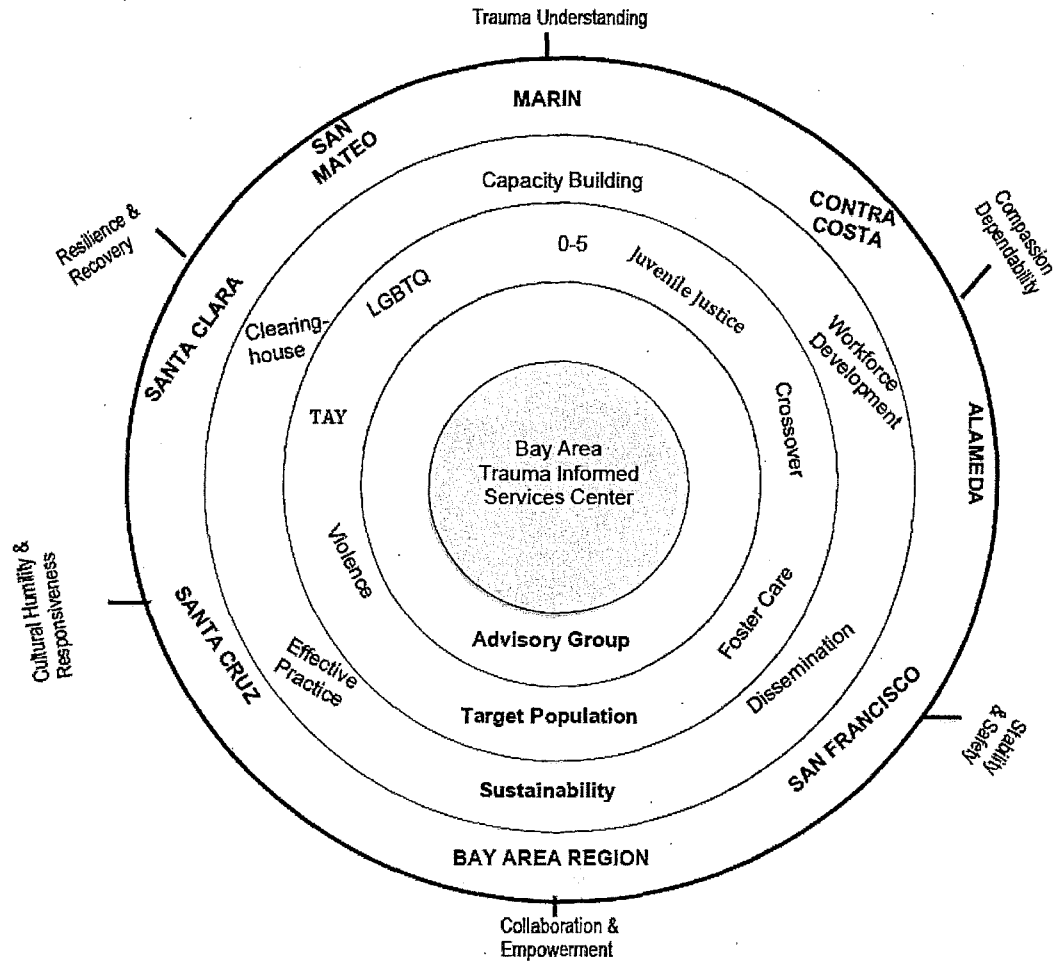 Trauma Understanding
MARIN
SAN
MATEO
Capacity Building
CONTRA
COSTA
Compassion
Dependability
Resilience &
Recovery
0-5
Juvenile Justice
LGBTQ
SANTA CLARA
Clearing-
house
Workforce
Development
TAY
Crossover
ALAMEDA
Bay Area
Trauma Informed
Services Center
Violence
Cultural Humility &
Responsiveness
SANTA CRUZ
Effective
Practice
Advisory Group
Foster Care
Dissemination
SAN FRANCISCO
Stability
& Safety
Target Population
Sustainability
BAY AREA REGION
Collaboration &
Empowerment